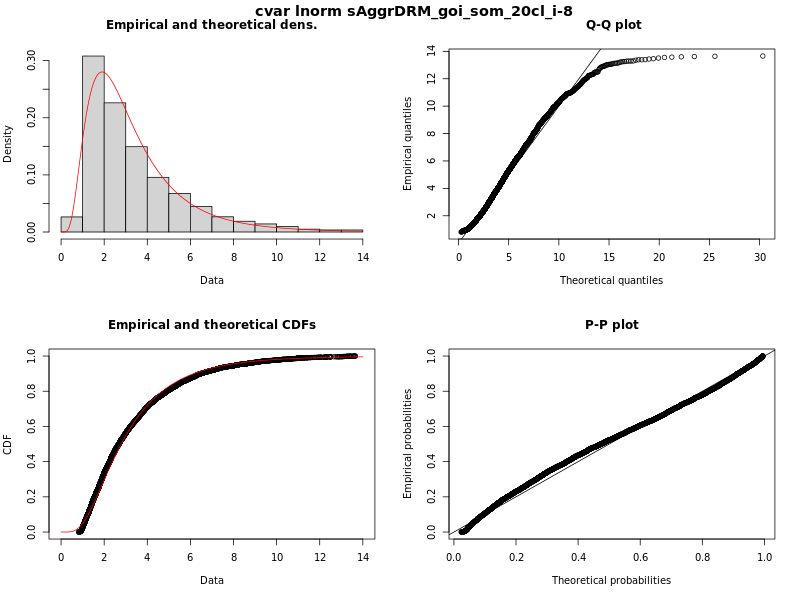 cvar lnorm sAggrDRM_goi_som_20cl_i-8
Empirical and theoretical dens.
Density
0.00 0.10 0.20 0.30
0 2 4 6 8 10 12 14
Data
Q-Q plot
Empirical quantiles
2 4 6 8 10 12 14
0 5 10 15 20 25 30
Theoretical quantiles
Empirical and theoretical CDFs
CDF
0.0 0.2 0.4 0.6 0.8 1.0
0 2 4 6 8 10 12 14
Data
P-P plot
Empirical probabilities
0.0 0.2 0.4 0.6 0.8 1.0
0.0 0.2 0.4 0.6 0.8 1.0
Theoretical probabilities